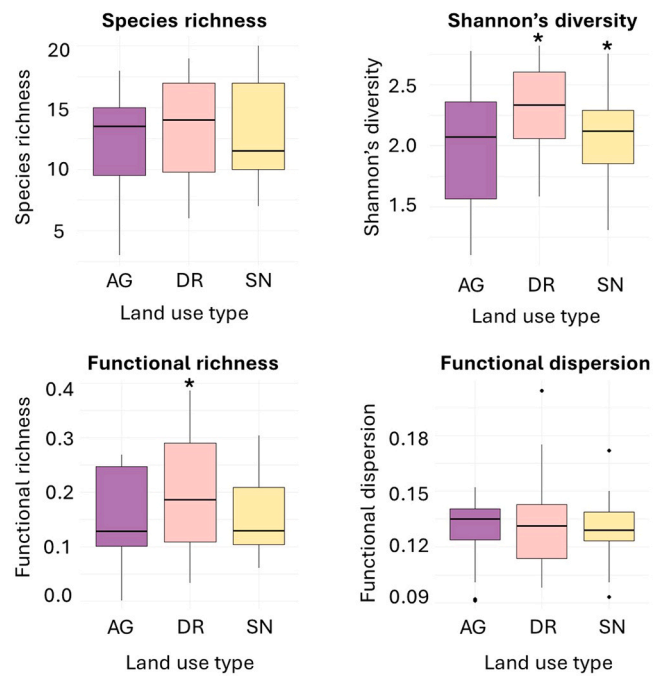 Species richness
Species richness
20
15
10
5
AG DR SN
Land use type
Shannon's diversity
* *
Shannon's diversity
2.5
2.0
1.5
AG DR SN
Land use type
Functional richness
*
Functional richness
0.4
0.3
0.2
0.1
0.0
AG DR SN
Land use type
Functional dispersion
Functional dispersion
0.18
0.15
0.12
0.09
AG DR SN
Land use type